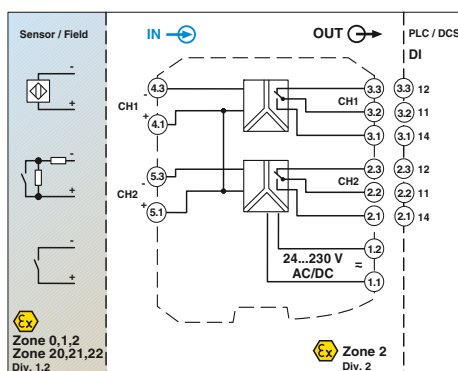 Sensor / Field
IN
OUT
PLC / DCS
DI
-
+
-
+
-
+
4.3
-
CH1
+
4.1
5.3
-
CH2
+
5.1
3.3
CH1
3.2
3.1
2.3
CH2
2.2
2.1
1.2
24...230 V
AC/DC
≈
1.1
3.3 12
3.2 11
3.1 14
2.3 12
2.2 11
2.1 14
Ex
Zone 0,1,2
Zone 20,21,22
Div. 1,2
Ex
Zone 2
Div. 2